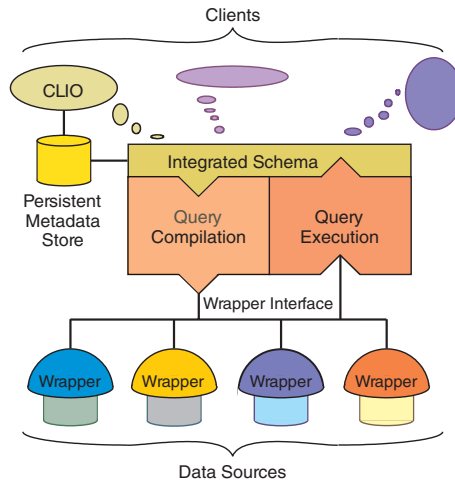 Clients
CLIO
Integrated Schema
Persistent
Metadata
Store
Query
Compilation
Query
Execution
Wrapper Interface
Wrapper
Wrapper
Wrapper
Wrapper
Data Sources